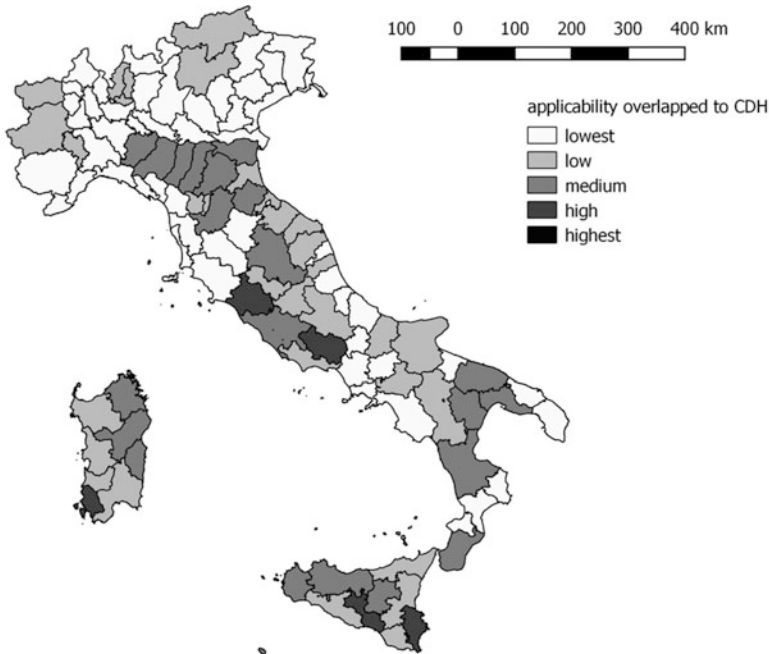 100 0 100 200 300 400 km
applicability overlapped to CDH
lowest
low
medium
high
highest